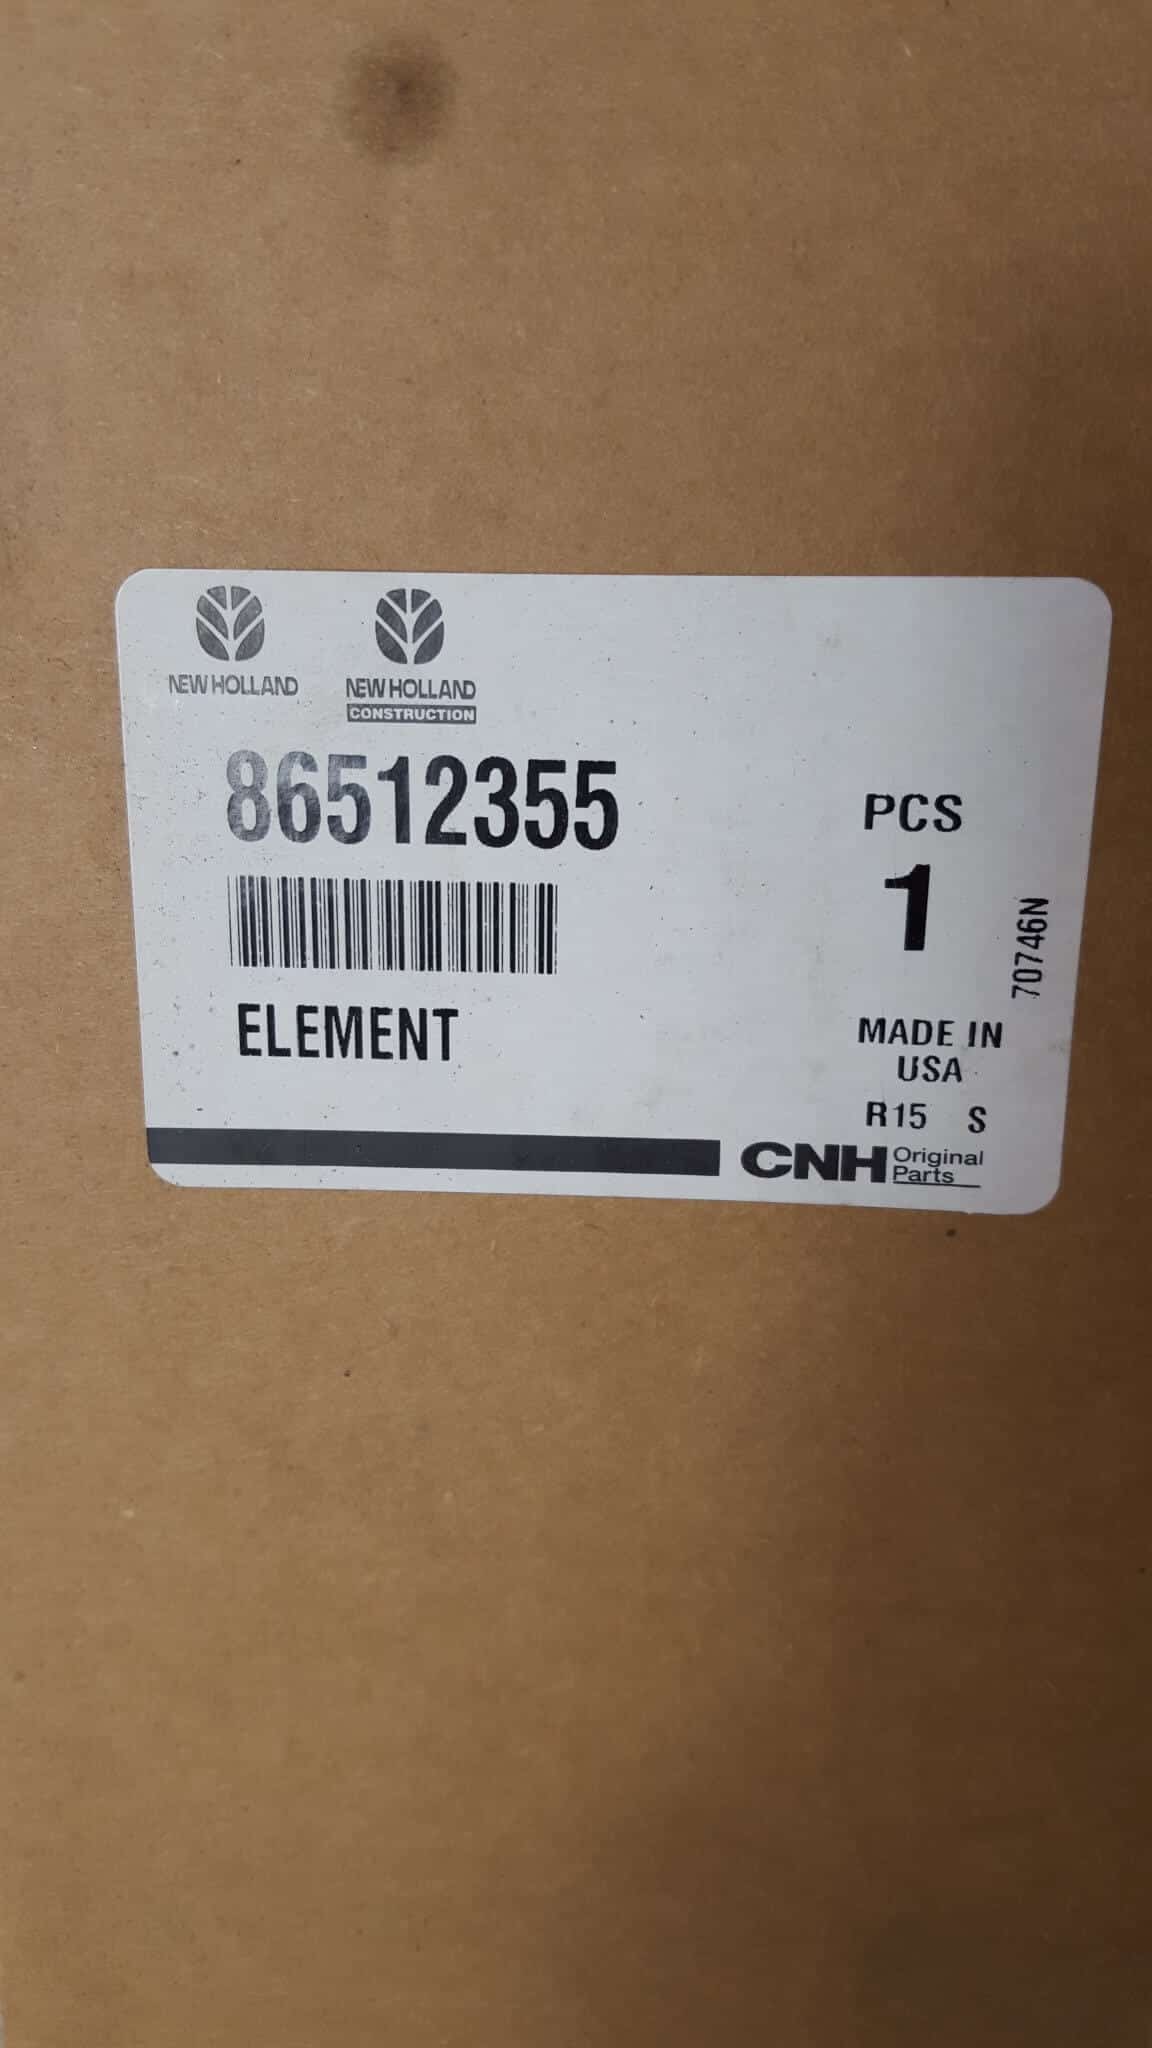 NEW HOLLAND
NEW HOLLAND
CONSTRUCTION
86512355
ELEMENT
PCS
1
70746N
MADE IN
USA
R15 S
CNH Original
Parts